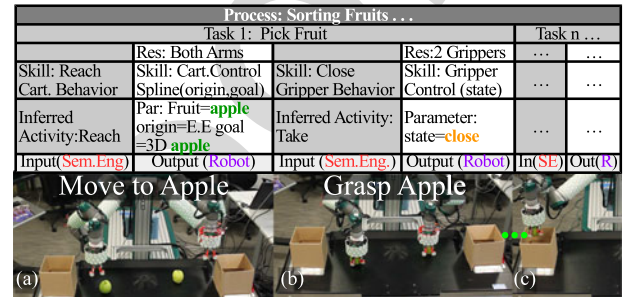 Process: Sorting Fruits . . .
Task 1: Pick Fruit
Task n …
Res: Both Arms
Res:2 Grippers
…
…
Skill: Reach
Cart. Behavior
Skill: Cart.Control
Spline(origin,goal)
Skill: Close
Gripper Behavior
Skill: Gripper
Control (state)
…
…
Inferred
Activity:Reach
Par: Fruit=apple
origin=E.E goal
=3D apple
Inferred Activity:
Take
Parameter:
state=close
…
…
Input(Sem.Eng)
Output (Robot)
Input(Sem.Eng.)
Output (Robot)
In(SE)
Out(R)
Move to Apple
Grasp Apple
(a)
(b)
(c)